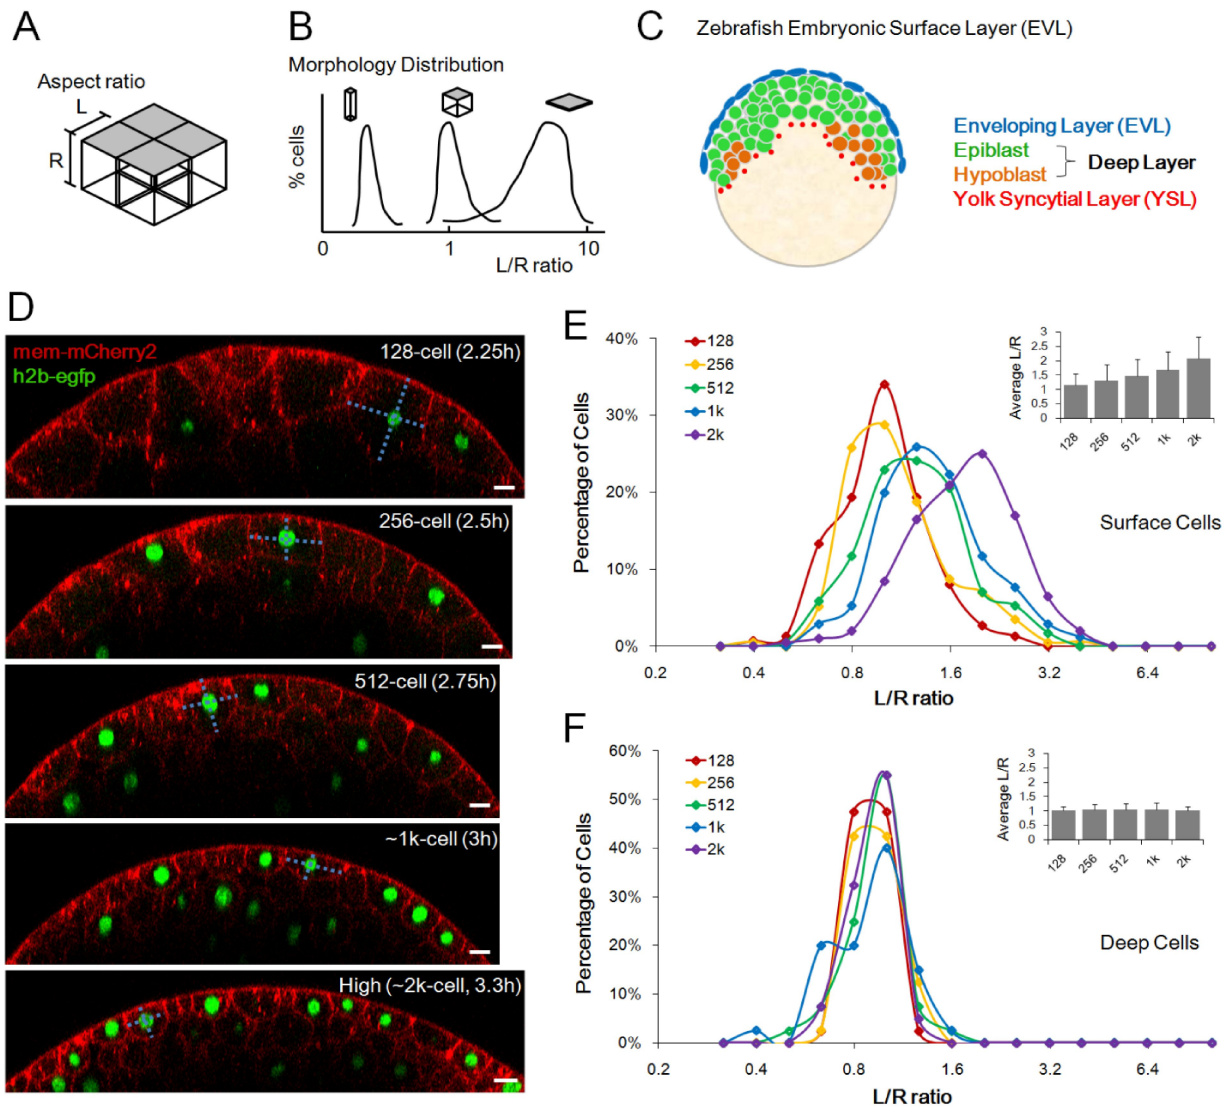 A
Aspect ratio
L
R
B
Morphology Distribution
% cells
0
1
10
L/R ratio
C
Zebrafish Embryonic Surface Layer (EVL)
Enveloping Layer (EVL)
Epiblast
Hypoblast
Deep Layer
Yolk Syncytial Layer (YSL)
D
mem-mCherry2
h2b-egfp
128-cell (2.25h)
256-cell (2.5h)
512-cell (2.75h)
~1k-cell (3h)
High (~2k-cell, 3.3h)
E
40%
30%
20%
10%
0%
Percentage of Cells
128
256
512
1k
2k
0.2
0.4
0.8
1.6
3.2
6.4
L/R ratio
Surface Cells
Average L/R
3
2.5
2
1.5
1
0.5
0
128
256
512
1k
2k
F
60%
50%
40%
30%
20%
10%
0%
Percentage of Cells
128
256
512
1k
2k
0.2
0.4
0.8
1.6
3.2
6.4
L/R ratio
Deep Cells
Average L/R
3
2.5
2
1.5
1
0.5
0
128
256
512
1k
2k